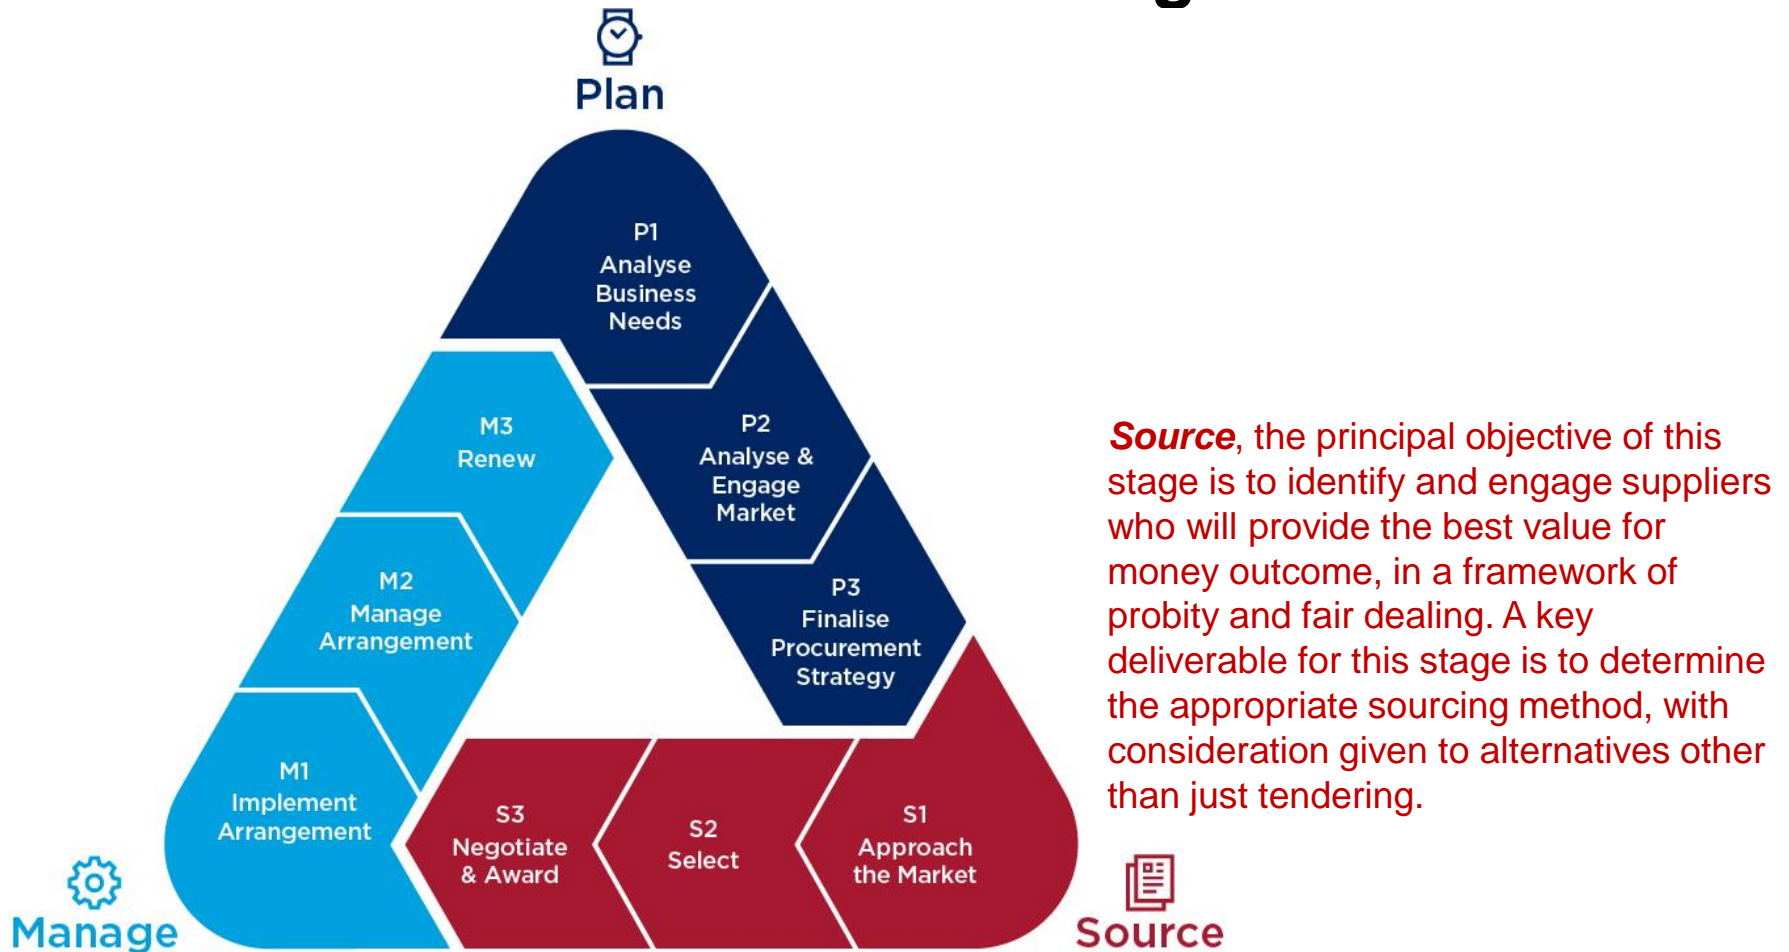 Plan
P1
Analyse
Business
Needs
P2
Analyse &
Engage
Market
P3
Finalise
Procurement
Strategy
S1
Approach
the Market
S2
Select
S3
Negotiate
& Award
M1
Implement
Arrangement
M2
Manage
Arrangement
M3
Renew
Manage
Source
Source, the principal objective of this
stage is to identify and engage suppliers
who will provide the best value for
money outcome, in a framework of
probity and fair dealing. A key
deliverable for this stage is to determine
the appropriate sourcing method, with
consideration given to alternatives other
than just tendering.